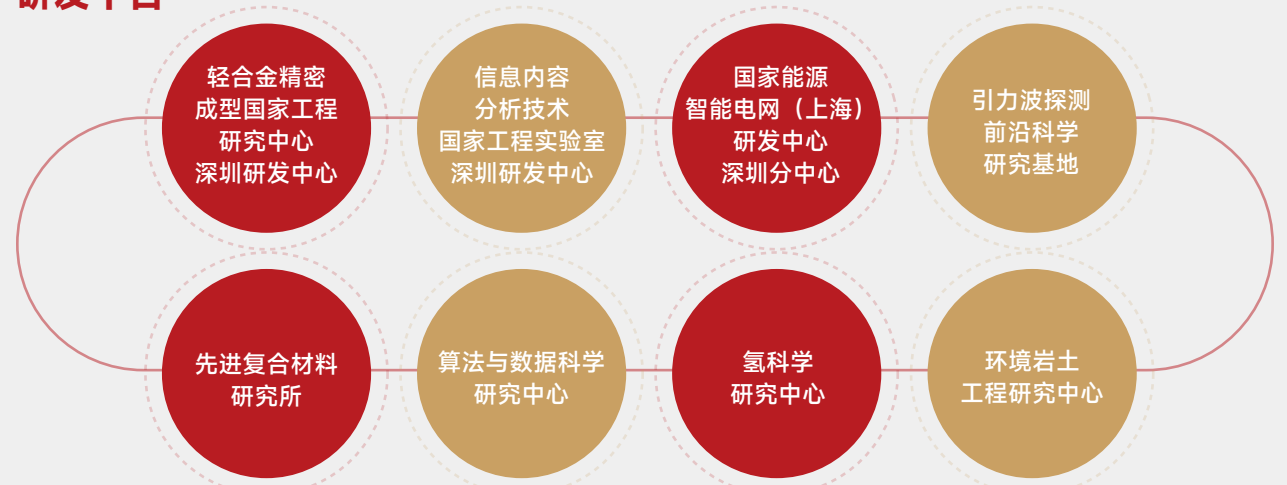 研发平台
轻合金精密
成型国家工程
研究中心
深圳研发中心
信息内容
分析技术
国家工程实验室
深圳研发中心
国家能源
智能电网（上海）
研发中心
深圳分中心
引力波探测
前沿科学
研究基地
先进复合材料
研究所
算法与数据科学
研究中心
氢科学
研究中心
环境岩土
工程研究中心